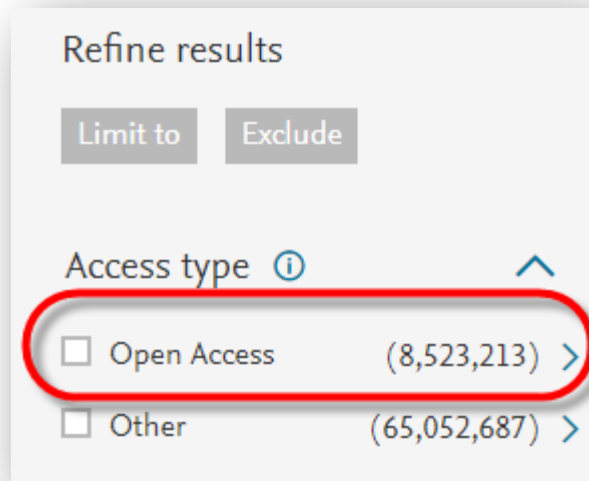 Refine results
Limit to Exclude
Access type
Open Access (8,523,213)
Other (65,052,687)